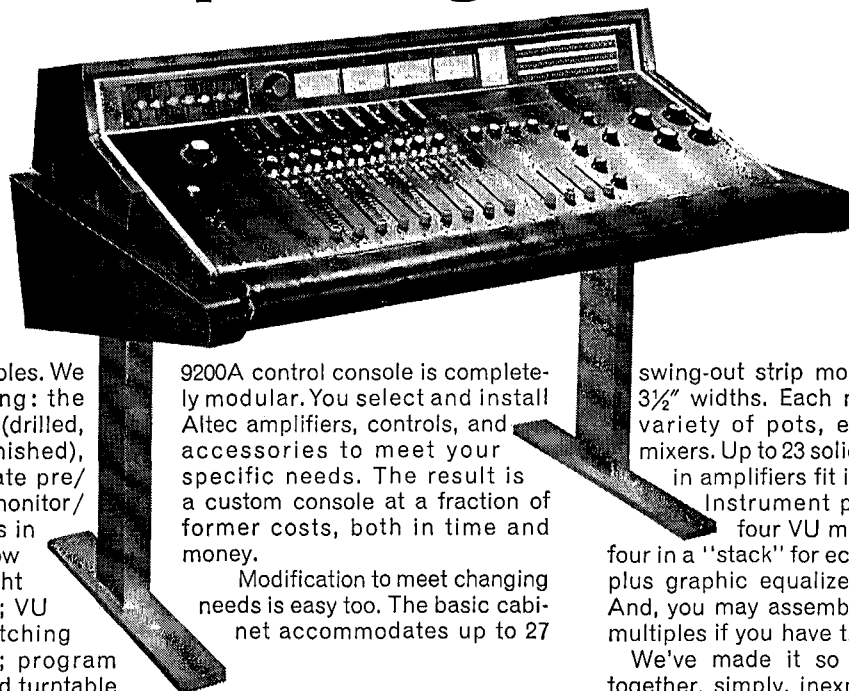 ples. We
ng: the
(drilled,
nished),
ate pre/
monitor/
s in
ow
ht
; VU
tching
; program
d turntable
9200A control console is complete-
ly modular. You select and install
Altec amplifiers, controls, and
accessories to meet your
specific needs. The result is
a custom console at a fraction of
former costs, both in time and
money.
Modification to meet changing
needs is easy too. The basic cabi-
net accommodates up to 27
swing-out strip mo
3½" widths. Each
variety of pots, e
mixers. Up to 23 soli
in amplifiers fit i
Instrument p
four VU m
four in a "stack" for ec
plus graphic equalize
And, you may assemb
multiples if you have t
We've made it so
together, simply, inexp